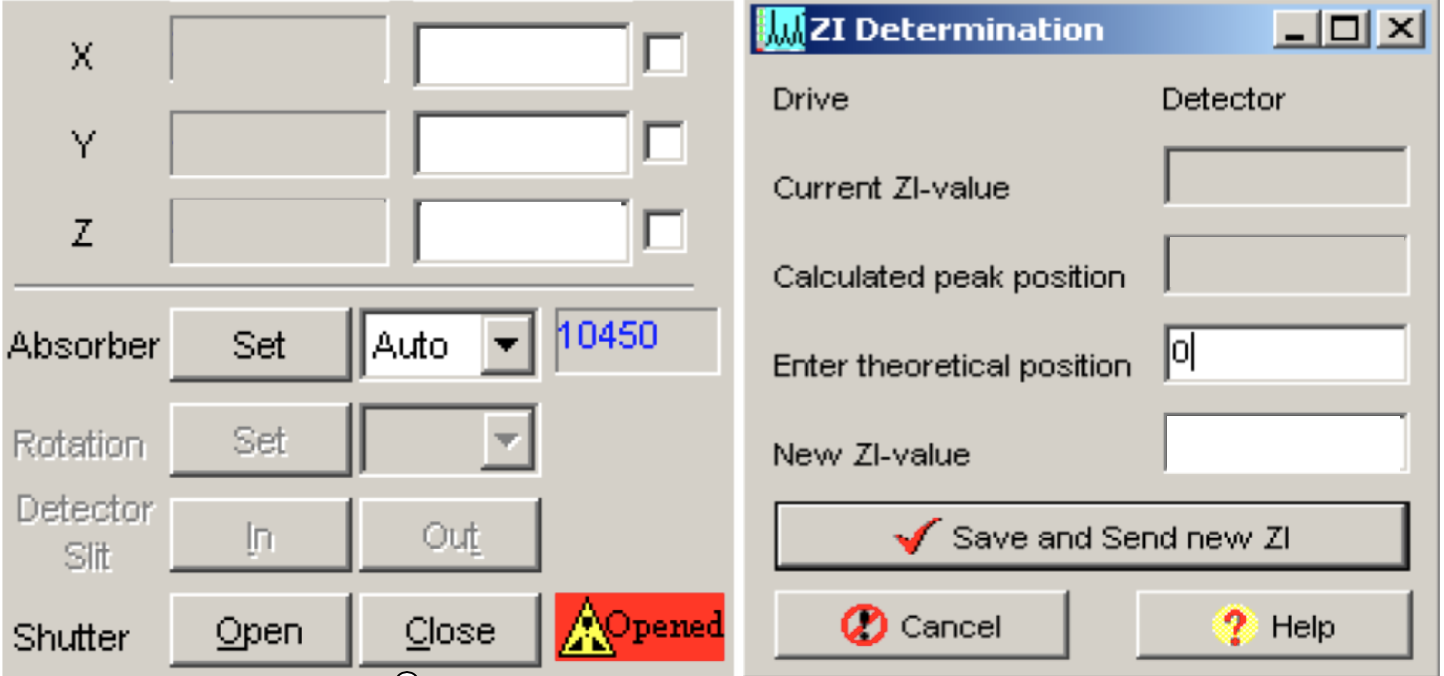 X
Y
Z
Absorber Set Auto 10450
Rotation Set
Detector
Slit In Out
Shutter Open Close Opened
ZI Determination
Drive Detector
Current ZI-value
Calculated peak position
Enter theoretical position 0
New ZI-value
Save and Send new ZI
Cancel ? Help